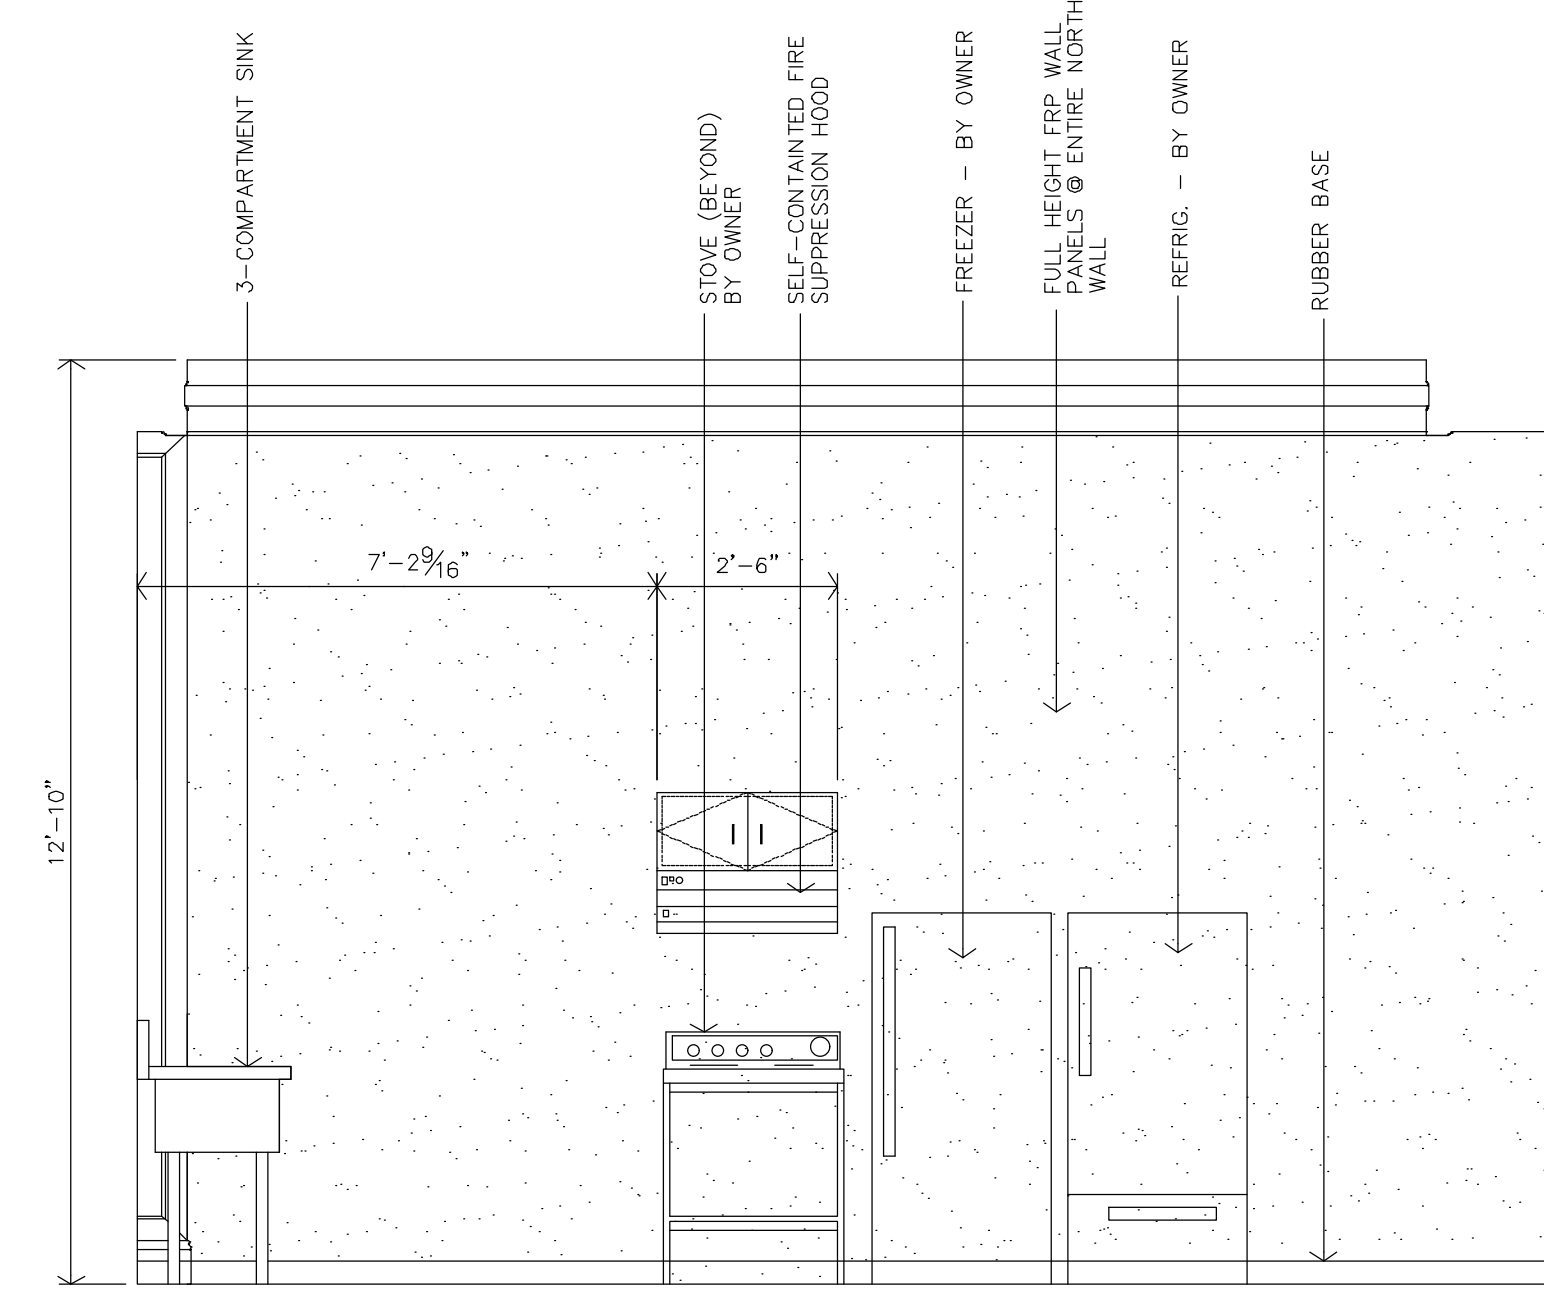 3-COMPARTMENT SINK
STOVE (BEYOND)
BY OWNER
SELF-CONTAINTED FIRE
SUPPRESSION HOOD
FREEZER - BY OWNER
FULL HEIGHT FRP WALL
PANELS @ ENTIRE NORTH
WALL
REFRIG. - BY OWNER
RUBBER BASE
7'-2 9/16"
2'-6"
12'-10"